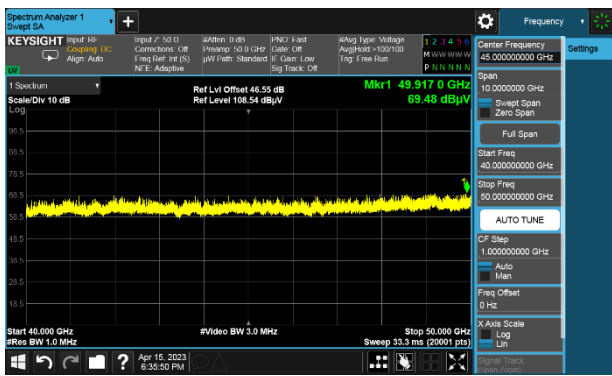 Spectrum Analyzer 1
Swept SA
+
Frequency
KEYSIGHT
Input: RF
Coupling: DC
Align: Auto
Input Z: 50 Ω
Corrections: Off
Freq Ref: Int (S)
NFE: Adaptive
#Atten: 0 dB
Preamp: 50.0 GHz
µW Path: Standard
PNO: Fast
Gate: Off
IF Gain: Low
Sig Track: Off
#Avg Type: Voltage
Avg|Hold:>100/100
Trig: Free Run
1 2 3 4 5 6
M W W W W W
P N N N N N
1 Spectrum
Scale/Div 10 dB
Log
Ref Lvl Offset 46.55 dB
Ref Level 108.54 dBµV
Mkr1 49.917 0 GHz
69.48 dBµV
98.5
88.5
78.5
68.5
58.5
48.5
38.5
28.5
18.5
1
Start 40.000 GHz
#Res BW 1.0 MHz
#Video BW 3.0 MHz
Stop 50.000 GHz
Sweep 33.3 ms (20001 pts)
Center Frequency
45.000000000 GHz
Settings
Span
10.0000000 GHz
Swept Span
Zero Span
Full Span
Start Freq
40.000000000 GHz
Stop Freq
50.000000000 GHz
AUTO TUNE
CF Step
1.000000000 GHz
Auto
Man
Freq Offset
0 Hz
X Axis Scale
Log
Lin
Signal Track
(Span Zoom)
?
Apr 15, 2023
6:35:50 PM